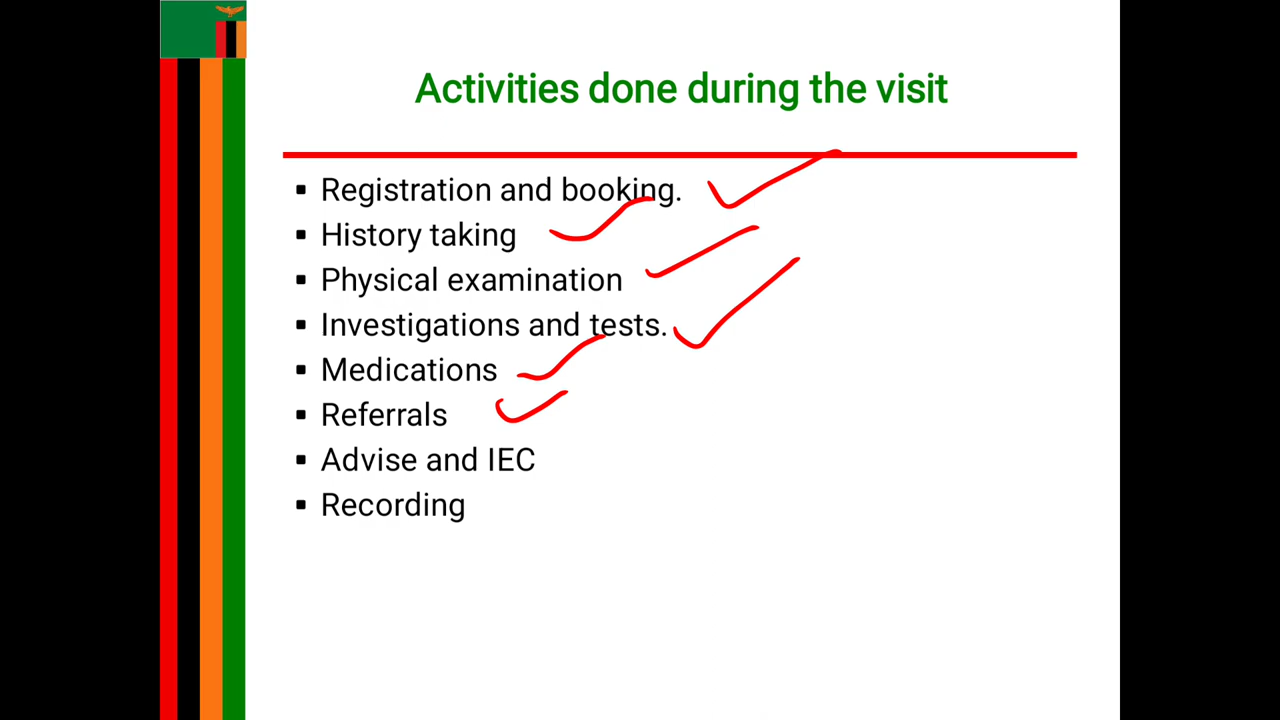 Activities done during the visit
▪ Registration and booking.
▪ History taking
▪ Physical examination
▪ Investigations and tests.
▪ Medications
▪ Referrals
▪ Advise and IEC
▪ Recording